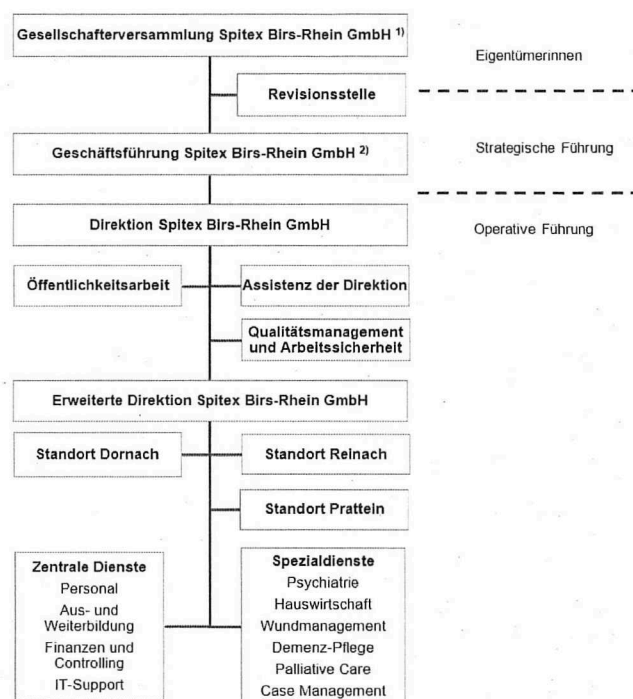 Gesellschafterversammlung Spitex Birs-Rhein GmbH 1)
Eigentümerinnen
Revisionsstelle
Geschäftsführung Spitex Birs-Rhein GmbH 2)
Strategische Führung
Direktion Spitex Birs-Rhein GmbH
Operative Führung
Öffentlichkeitsarbeit
Assistenz der Direktion
Qualitätsmanagement
und Arbeitssicherheit
Erweiterte Direktion Spitex Birs-Rhein GmbH
Standort Dornach
Standort Reinach
Standort Pratteln
Zentrale Dienste
Personal
Aus- und
Weiterbildung
Finanzen und
Controlling
IT-Support
Spezialdienste
Psychiatrie
Hauswirtschaft
Wundmanagement
Demenz-Pflege
Palliative Care
Case Management